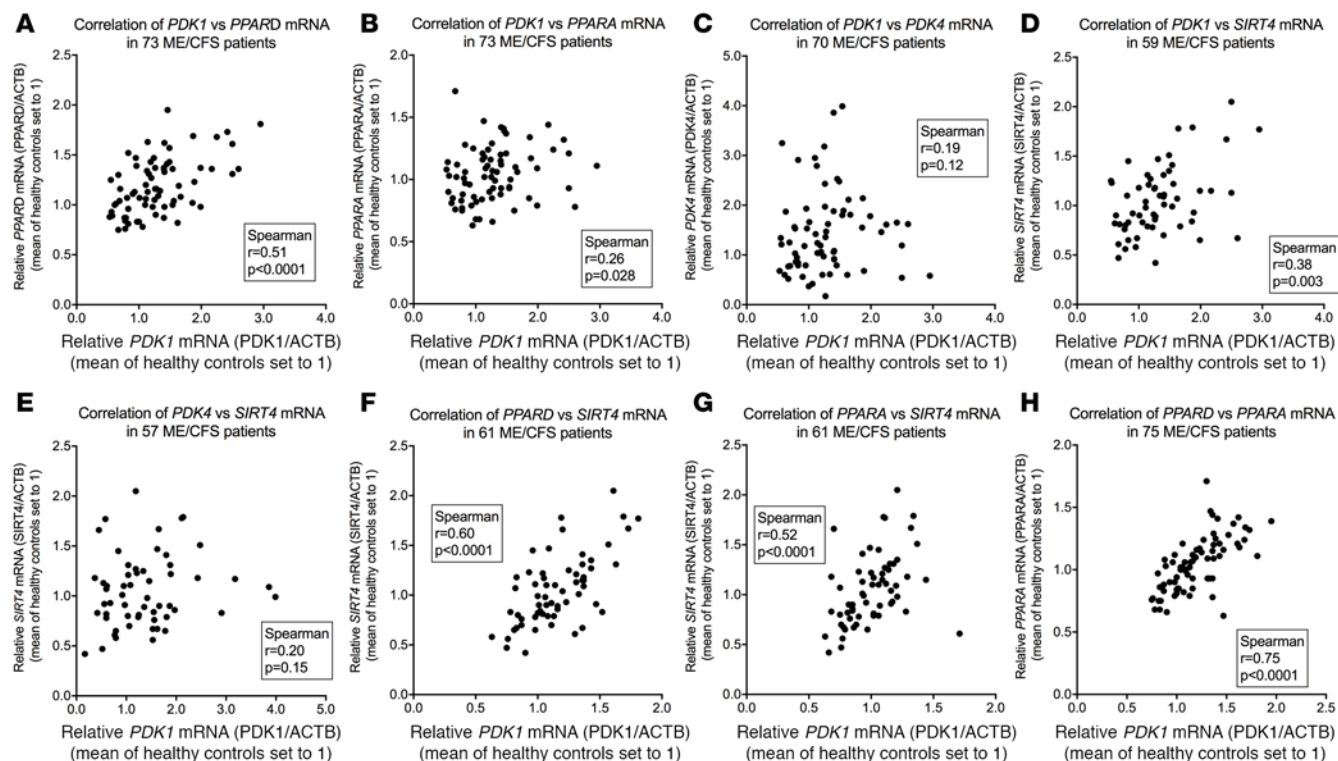 A
Correlation of PDK1 vs PPARD mRNA
in 73 ME/CFS patients
Relative PPARD mRNA (PPARD/ACTB)
(mean of healthy controls set to 1)
2.5
2.0
1.5
1.0
0.5
0.0
Spearman
r=0.51
p<0.0001
0.0 1.0 2.0 3.0 4.0
Relative PDK1 mRNA (PDK1/ACTB)
(mean of healthy controls set to 1)
B
Correlation of PDK1 vs PPARA mRNA
in 73 ME/CFS patients
Relative PPARA mRNA (PPARA/ACTB)
(mean of healthy controls set to 1)
2.0
1.5
1.0
0.5
0.0
Spearman
r=0.26
p=0.028
0.0 1.0 2.0 3.0 4.0
Relative PDK1 mRNA (PDK1/ACTB)
(mean of healthy controls set to 1)
C
Correlation of PDK1 vs PDK4 mRNA
in 70 ME/CFS patients
Relative PDK4 mRNA (PDK4/ACTB)
(mean of healthy controls set to 1)
5.0
4.0
3.0
2.0
1.0
0.0
Spearman
r=0.19
p=0.12
0.0 1.0 2.0 3.0 4.0
Relative PDK1 mRNA (PDK1/ACTB)
(mean of healthy controls set to 1)
D
Correlation of PDK1 vs SIRT4 mRNA
in 59 ME/CFS patients
Relative SIRT4 mRNA (SIRT4/ACTB)
(mean of healthy controls set to 1)
2.5
2.0
1.5
1.0
0.5
0.0
Spearman
r=0.38
p=0.003
0.0 1.0 2.0 3.0 4.0
Relative PDK1 mRNA (PDK1/ACTB)
(mean of healthy controls set to 1)
E
Correlation of PDK4 vs SIRT4 mRNA
in 57 ME/CFS patients
Relative SIRT4 mRNA (SIRT4/ACTB)
(mean of healthy controls set to 1)
2.5
2.0
1.5
1.0
0.5
0.0
Spearman
r=0.20
p=0.15
0.0 1.0 2.0 3.0 4.0 5.0
Relative PDK1 mRNA (PDK1/ACTB)
(mean of healthy controls set to 1)
F
Correlation of PPARD vs SIRT4 mRNA
in 61 ME/CFS patients
Relative SIRT4 mRNA (SIRT4/ACTB)
(mean of healthy controls set to 1)
2.5
2.0
1.5
1.0
0.5
0.0
Spearman
r=0.60
p<0.0001
0.0 0.5 1.0 1.5 2.0
Relative PDK1 mRNA (PDK1/ACTB)
(mean of healthy controls set to 1)
G
Correlation of PPARA vs SIRT4 mRNA
in 61 ME/CFS patients
Relative SIRT4 mRNA (SIRT4/ACTB)
(mean of healthy controls set to 1)
2.5
2.0
1.5
1.0
0.5
0.0
Spearman
r=0.52
p<0.0001
0.0 0.5 1.0 1.5 2.0
Relative PDK1 mRNA (PDK1/ACTB)
(mean of healthy controls set to 1)
H
Correlation of PPARD vs PPARA mRNA
in 75 ME/CFS patients
Relative PPARA mRNA (PPARA/ACTB)
(mean of healthy controls set to 1)
2.0
1.5
1.0
0.5
0.0
Spearman
r=0.75
p<0.0001
0.0 0.5 1.0 1.5 2.0 2.5
Relative PDK1 mRNA (PDK1/ACTB)
(mean of healthy controls set to 1)